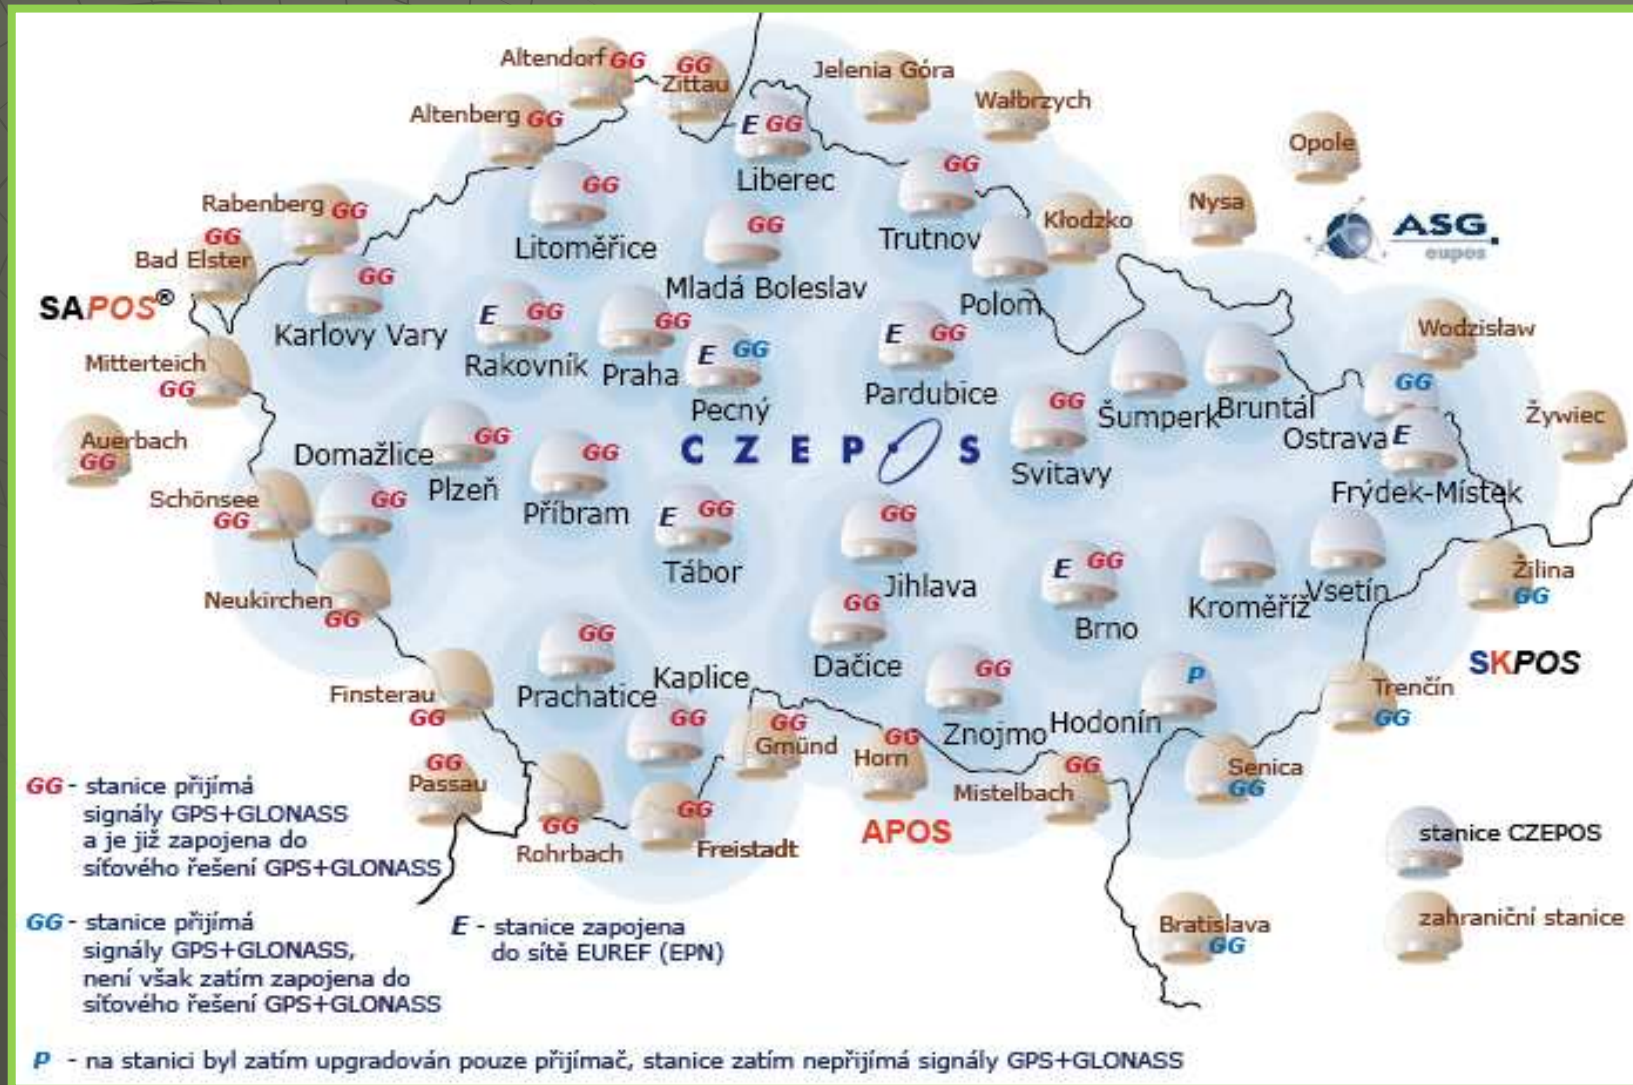 Altendorf GG
GG
Zittau
Jelenia Góra
Wałbrzych
Altenberg GG
E GG
Liberec
Opole
GG
Trutnov
GG
Litoměřice
Rabenberg GG
Nysa
Kłodzko
GG
Mladá Boleslav
ASG
eupos
GG
Bad Elster
SAPOS®
GG
Karlovy Vary
Polom
E GG
Rakovník
GG
Praha
E GG
Pecný
E GG
Pardubice
Wodzisław
Mitterteich
GG
Šumperk
Bruntál
GG
Ostrava
Żywiec
Auerbach
GG
Domažlice
GG
Plzeň
GG
GG
Příbram
CZEPOS
GG
Svitavy
E
Frýdek-Místek
Schönsee
GG
E GG
Tábor
GG
Jihlava
E GG
Brno
Kroměříž
Vsetín
Žilina
GG
Neukirchen
GG
GG
Prachatice
GG
Dačice
SKPOS
Finsterau
GG
Kaplice
GG
GG
Gmünd
GG
Horn
GG
Znojmo
P
Hodonín
Trenčín
GG
GG
Passau
GG
Rohrbach
GG
Freistadt
APOS
GG
Mistelbach
Senica
GG
Bratislava
GG
GG - stanice přijímá
signály GPS+GLONASS
a je již zapojena do
síťového řešení GPS+GLONASS
GG - stanice přijímá
signály GPS+GLONASS,
není však zatím zapojena do
síťového řešení GPS+GLONASS
E - stanice zapojena
do sítě EUREF (EPN)
stanice CZEPOS
zahraniční stanice
P - na stanici byl zatím upgradován pouze přijímač, stanice zatím nepřijímá signály GPS+GLONASS